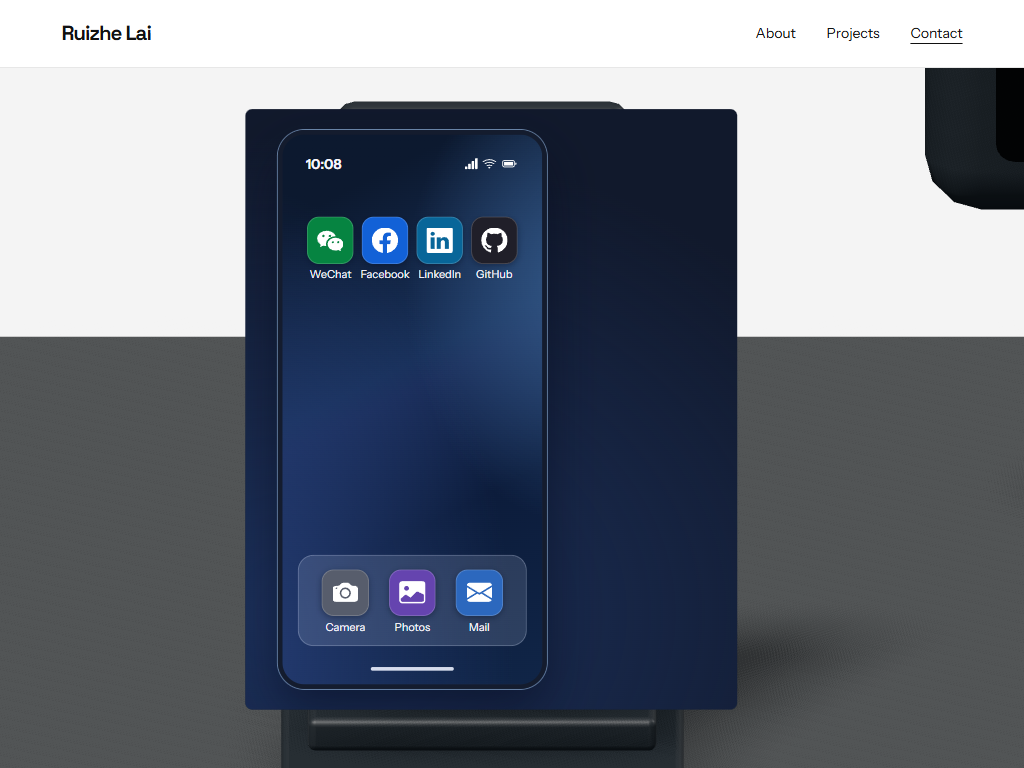 Ruizhe Lai
About Projects Contact
10:08
WeChat Facebook LinkedIn GitHub
Camera Photos Mail